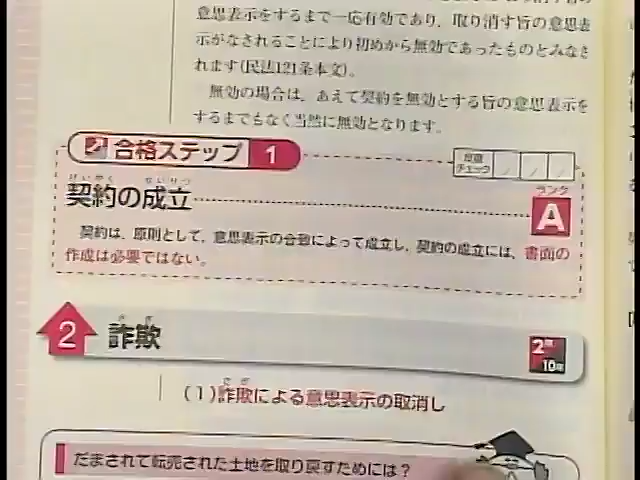 意思表示をするまで一応有効であり、取り消す旨の意思表
示がなされることにより初めから無効であったものとみなさ
れます(民法121条本文)。
無効の場合は、あえて契約を無効とする旨の意思表示を
するまでもなく当然に無効となります。
合格ステップ 1
チェック
けいやく せいりつ
契約の成立
ランク
A
契約は、原則として、意思表示の合致によって成立し、契約の成立には、書面の
作成は必要ではない。
2 詐欺
さぎ
(1)詐欺による意思表示の取消し
だまされて転売された土地を取り戻すためには?